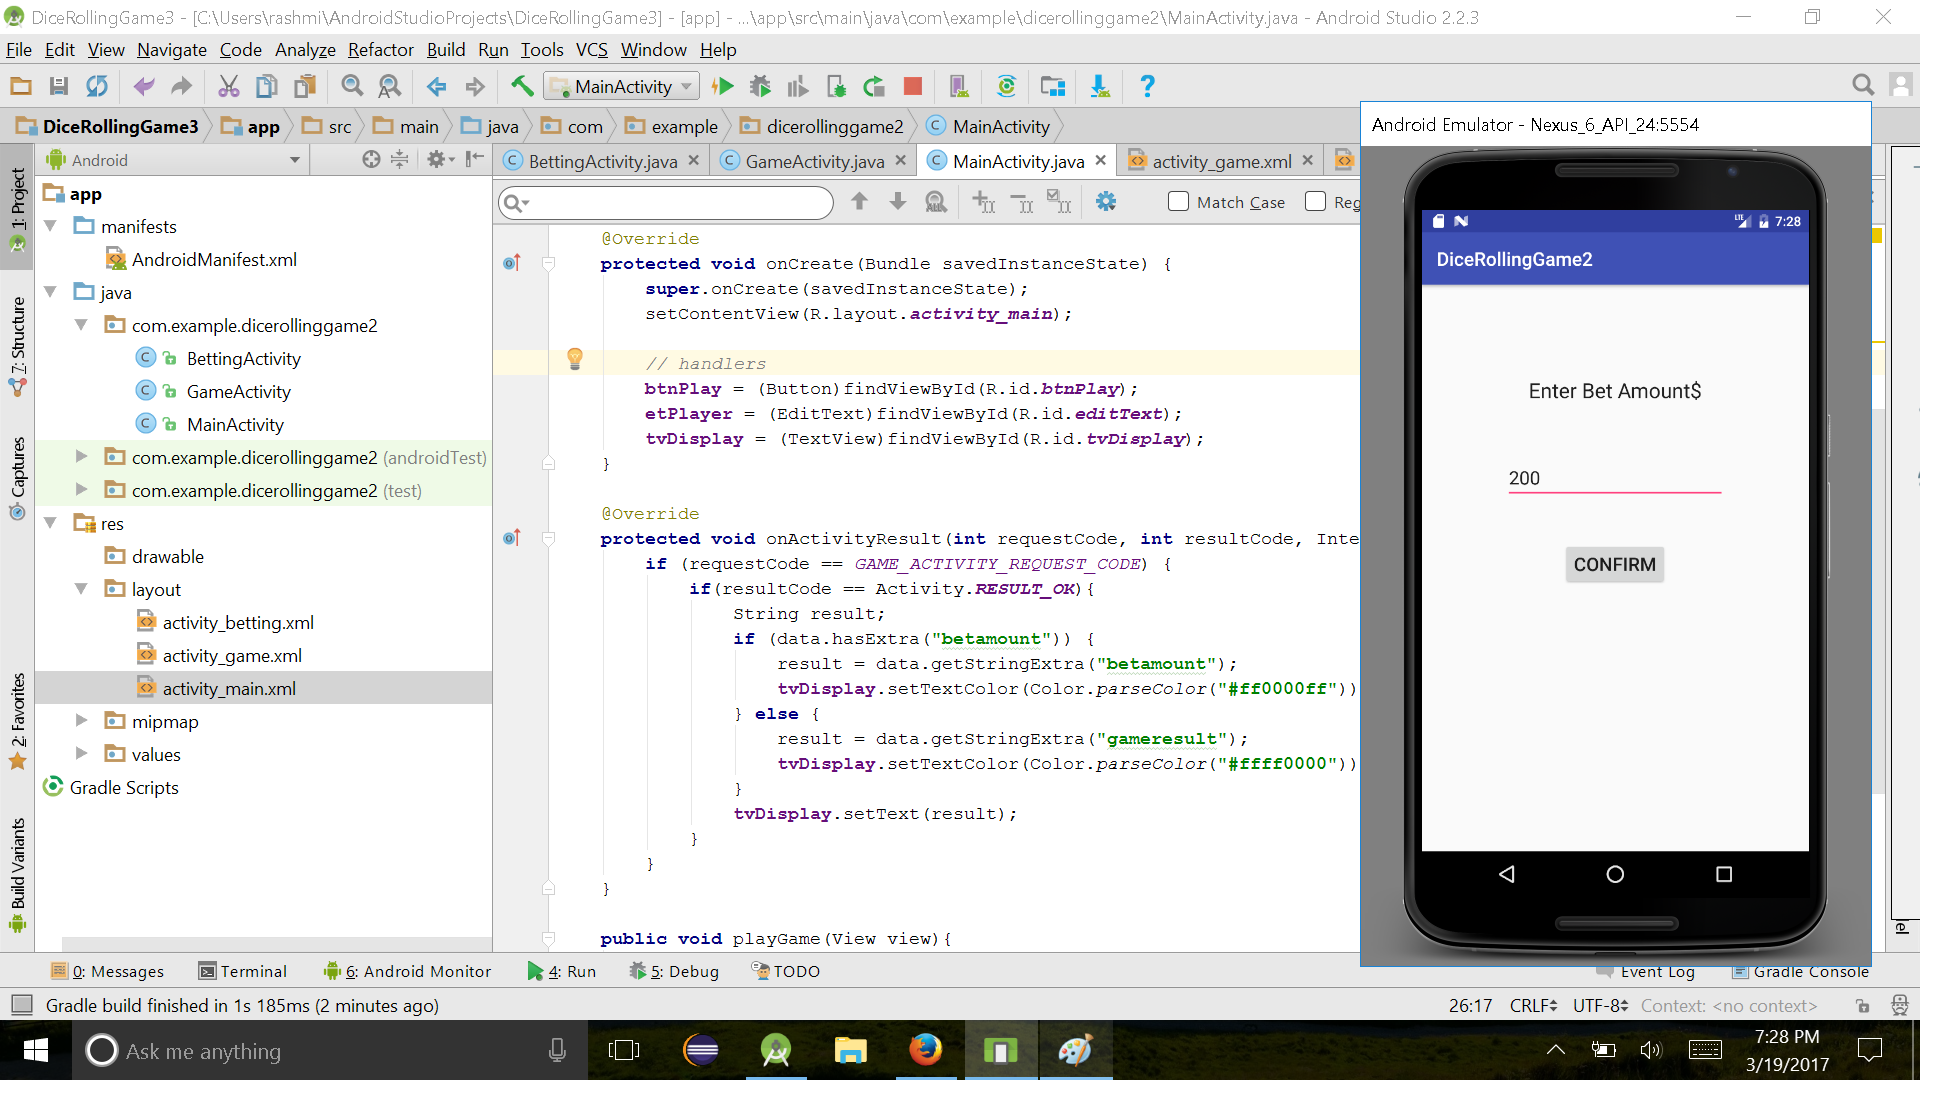 DiceRollingGame3 - [C:\Users\rashmi\AndroidStudioProjects\DiceRollingGame3] - [app] - ...\app\src\main\java\com\example\dicerollinggame2\MainActivity.java - Android Studio 2.2.3
File Edit View Navigate Code Analyze Refactor Build Run Tools VCS Window Help
MainActivity
DiceRollingGame3 app src main java com example dicerollinggame2 MainActivity
Android
BettingActivity.java GameActivity.java MainActivity.java activity_game.xml
Match Case Reg
1: Project
7: Structure
Captures
2: Favorites
Build Variants
app
manifests
AndroidManifest.xml
java
com.example.dicerollinggame2
BettingActivity
GameActivity
MainActivity
com.example.dicerollinggame2 (androidTest)
com.example.dicerollinggame2 (test)
res
drawable
layout
activity_betting.xml
activity_game.xml
activity_main.xml
mipmap
values
Gradle Scripts
@Override
protected void onCreate(Bundle savedInstanceState) {
super.onCreate(savedInstanceState);
setContentView(R.layout.activity_main);
// handlers
btnPlay = (Button)findViewById(R.id.btnPlay);
etPlayer = (EditText)findViewById(R.id.editText);
tvDisplay = (TextView)findViewById(R.id.tvDisplay);
}
@Override
protected void onActivityResult(int requestCode, int resultCode, Inte
if (requestCode == GAME_ACTIVITY_REQUEST_CODE) {
if(resultCode == Activity.RESULT_OK){
String result;
if (data.hasExtra("betamount")) {
result = data.getStringExtra("betamount");
tvDisplay.setTextColor(Color.parseColor("#ff0000ff"))
} else {
result = data.getStringExtra("gameresult");
tvDisplay.setTextColor(Color.parseColor("#ffff0000"))
}
tvDisplay.setText(result);
}
}
}
public void playGame(View view){
Android Emulator - Nexus_6_API_24:5554
LTE 7:28
DiceRollingGame2
Enter Bet Amount$
200
CONFIRM
el
0: Messages Terminal 6: Android Monitor 4: Run 5: Debug TODO Event Log Gradle Console
Gradle build finished in 1s 185ms (2 minutes ago) 26:17 CRLF UTF-8 Context: <no context>
Ask me anything
7:28 PM
3/19/2017